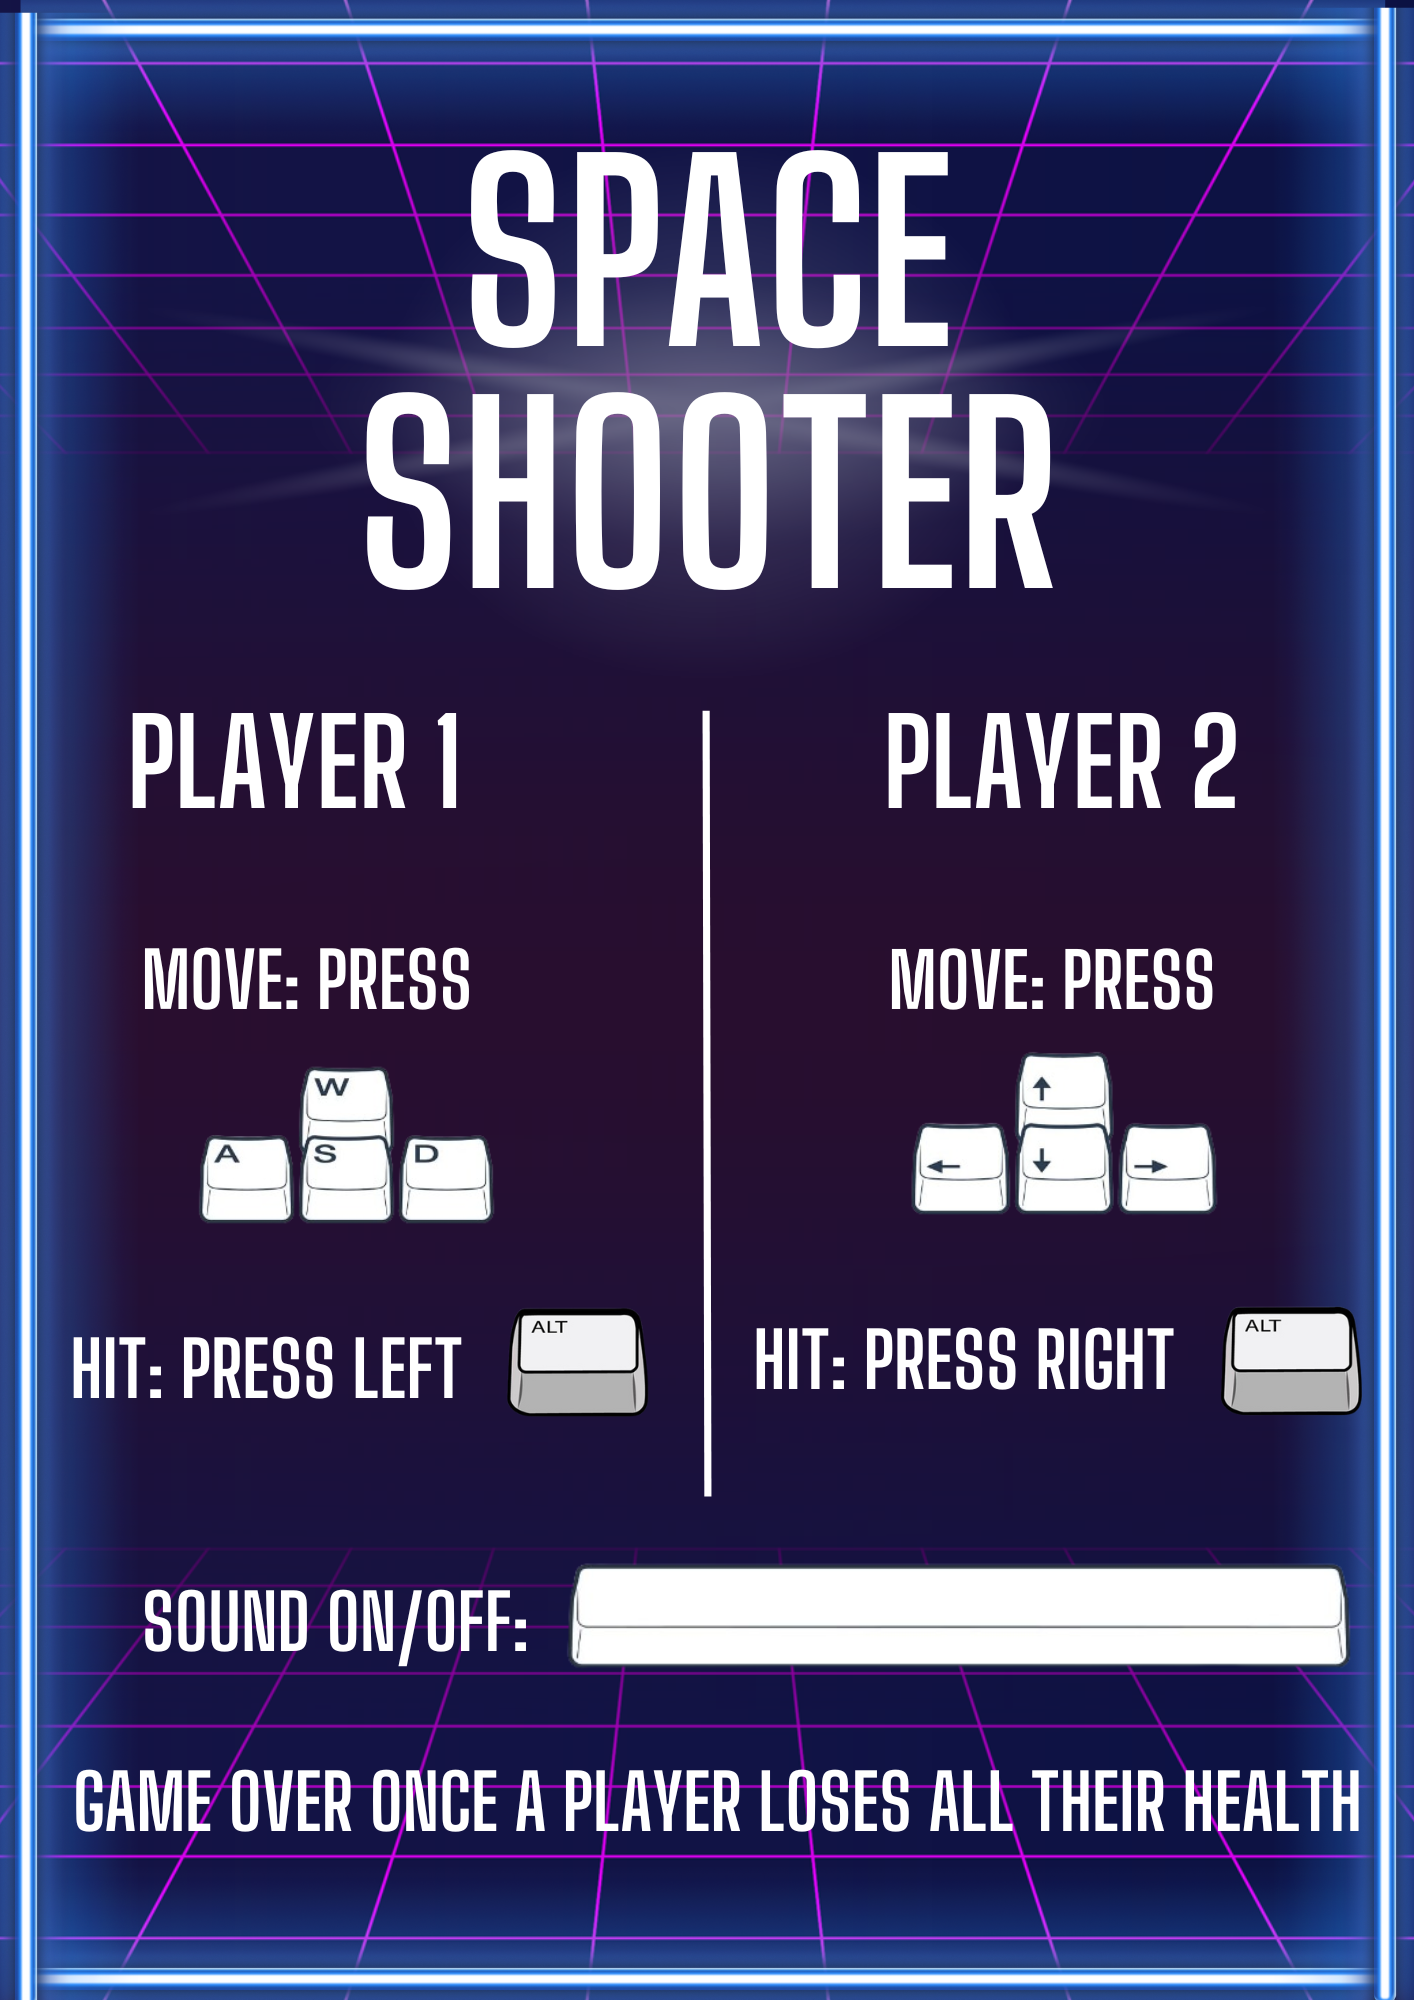 SPACE
SHOOTER
PLAYER 1
MOVE: PRESS
W
A S D
HIT: PRESS LEFT ALT
PLAYER 2
MOVE: PRESS
↑
← ↓ →
HIT: PRESS RIGHT ALT
SOUND ON/OFF:
GAME OVER ONCE A PLAYER LOSES ALL THEIR HEALTH